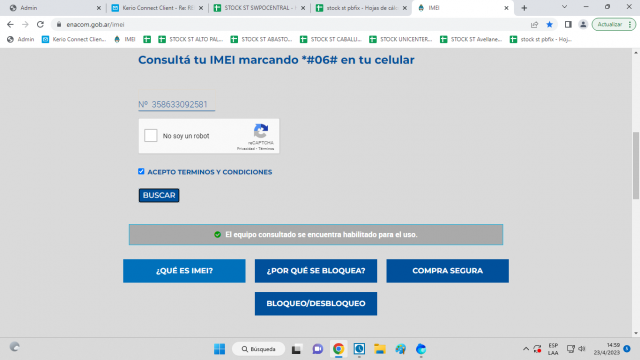 Admin
Kerio Connect Client - Re: RE
STOCK ST SWPOCENTRAL -
stock st pbfix - Hojas de cálc
IMEI
enacom.gob.ar/imei
Actualizar
Admin
Kerio Connect Client...
IMEI
STOCK ST ALTO PAL...
STOCK ST ABASTO...
STOCK ST CABALLI...
STOCK UNICENTER...
STOCK ST Avellane...
stock st pbfix - Hoj...
Consultá tu IMEI marcando *#06# en tu celular
Nº 358633092581
No soy un robot
reCAPTCHA
Privacidad - Términos
ACEPTO TERMINOS Y CONDICIONES
BUSCAR
El equipo consultado se encuentra habilitado para el uso.
¿QUÉ ES IMEI?
¿POR QUÉ SE BLOQUEA?
COMPRA SEGURA
BLOQUEO/DESBLOQUEO
Búsqueda
ESP
LAA
14:59
23/4/2023